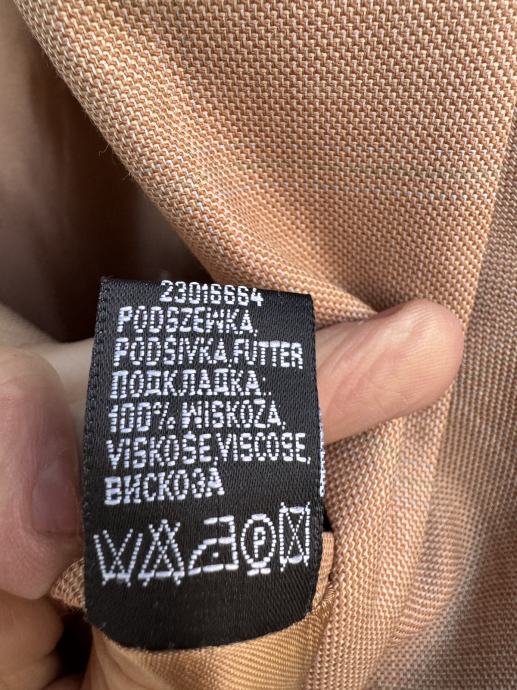 23016664
PODSZEWKA,
PODŠIVKA,FUTTER
ПОДКЛАДКА,
100% WISKOZA,
VISKOSE,VISCOSE,
ВИСКОЗА
P